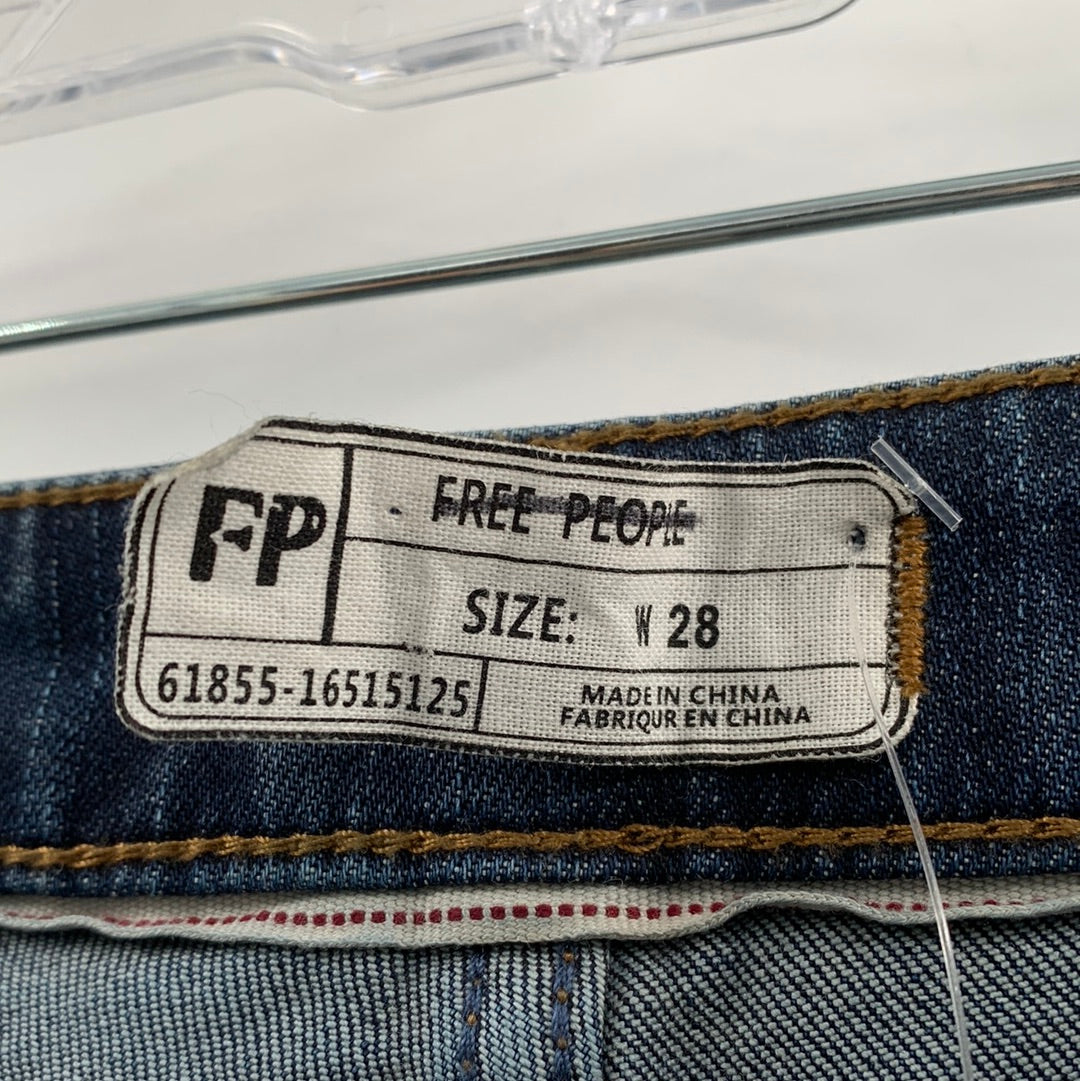 FP
FREE PEOPLE
SIZE: W 28
61855-16515125
MADE IN CHINA
FABRIQUR EN CHINA